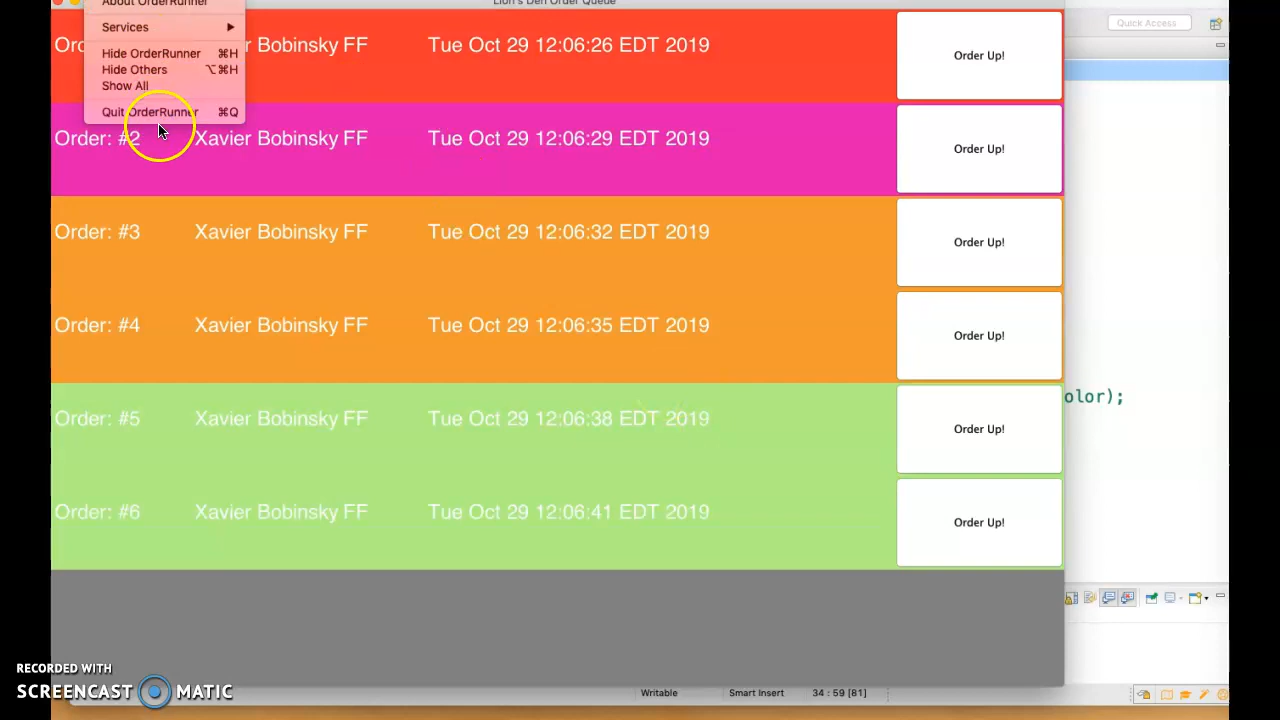 About OrderRunner
Lion's Den Order Queue
Services
Hide OrderRunner ⌘H
Hide Others ⌥⌘H
Show All
Quit OrderRunner ⌘Q
Quick Access
Bobinsky FF Tue Oct 29 12:06:26 EDT 2019 Order Up!
Order: #2 Xavier Bobinsky FF Tue Oct 29 12:06:29 EDT 2019 Order Up!
Order: #3 Xavier Bobinsky FF Tue Oct 29 12:06:32 EDT 2019 Order Up!
Order: #4 Xavier Bobinsky FF Tue Oct 29 12:06:35 EDT 2019 Order Up!
olor);
Order: #5 Xavier Bobinsky FF Tue Oct 29 12:06:38 EDT 2019 Order Up!
Order: #6 Xavier Bobinsky FF Tue Oct 29 12:06:41 EDT 2019 Order Up!
RECORDED WITH
SCREENCAST MATIC
Writable Smart Insert 34 : 59 [81]